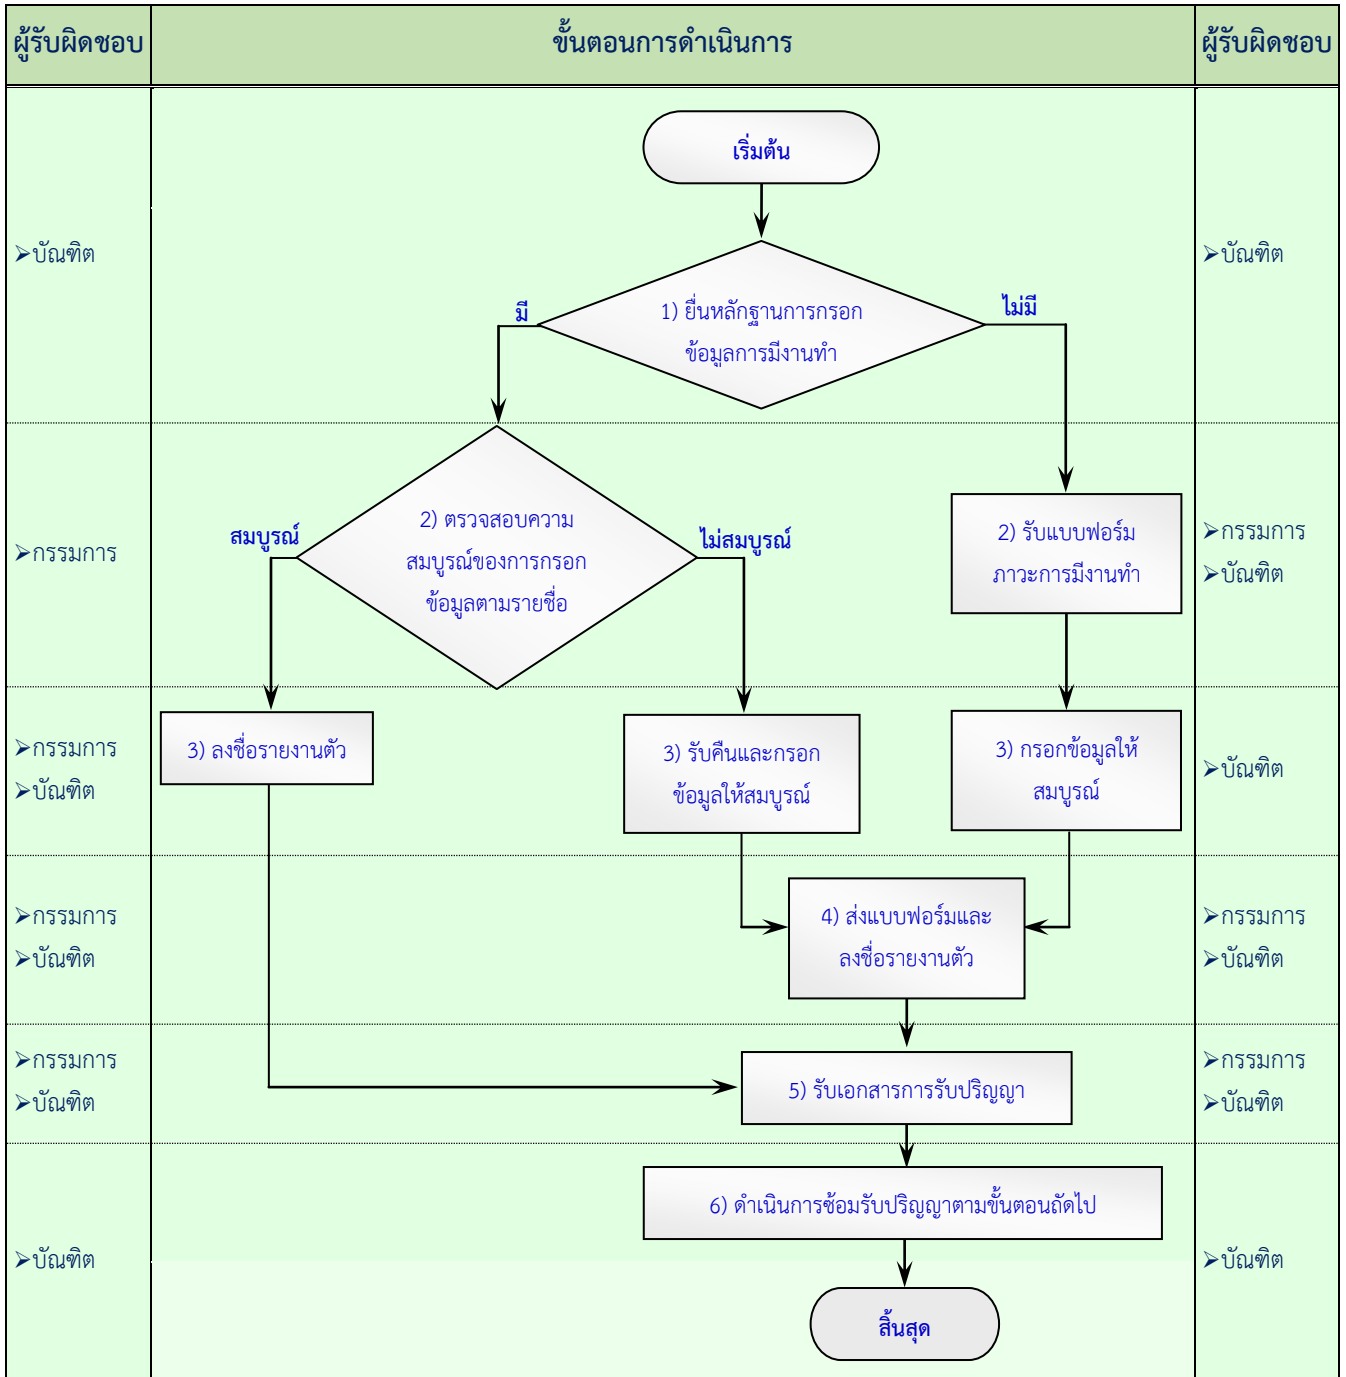 ผู้รับผิดชอบ
ขั้นตอนการดำเนินการ
ผู้รับผิดชอบ
เริ่มต้น
➢บัณฑิต
➢บัณฑิต
มี
1) ยื่นหลักฐานการกรอก
ข้อมูลการมีงานทำ
ไม่มี
➢กรรมการ
สมบูรณ์
2) ตรวจสอบความ
สมบูรณ์ของการกรอก
ข้อมูลตามรายชื่อ
ไม่สมบูรณ์
2) รับแบบฟอร์ม
ภาวะการมีงานทำ
➢กรรมการ
➢บัณฑิต
➢กรรมการ
➢บัณฑิต
3) ลงชื่อรายงานตัว
3) รับคืนและกรอก
ข้อมูลให้สมบูรณ์
3) กรอกข้อมูลให้
สมบูรณ์
➢บัณฑิต
➢กรรมการ
➢บัณฑิต
4) ส่งแบบฟอร์มและ
ลงชื่อรายงานตัว
➢กรรมการ
➢บัณฑิต
➢กรรมการ
➢บัณฑิต
5) รับเอกสารการรับปริญญา
➢กรรมการ
➢บัณฑิต
6) ดำเนินการซ้อมรับปริญญาตามขั้นตอนถัดไป
➢บัณฑิต
➢บัณฑิต
สิ้นสุด